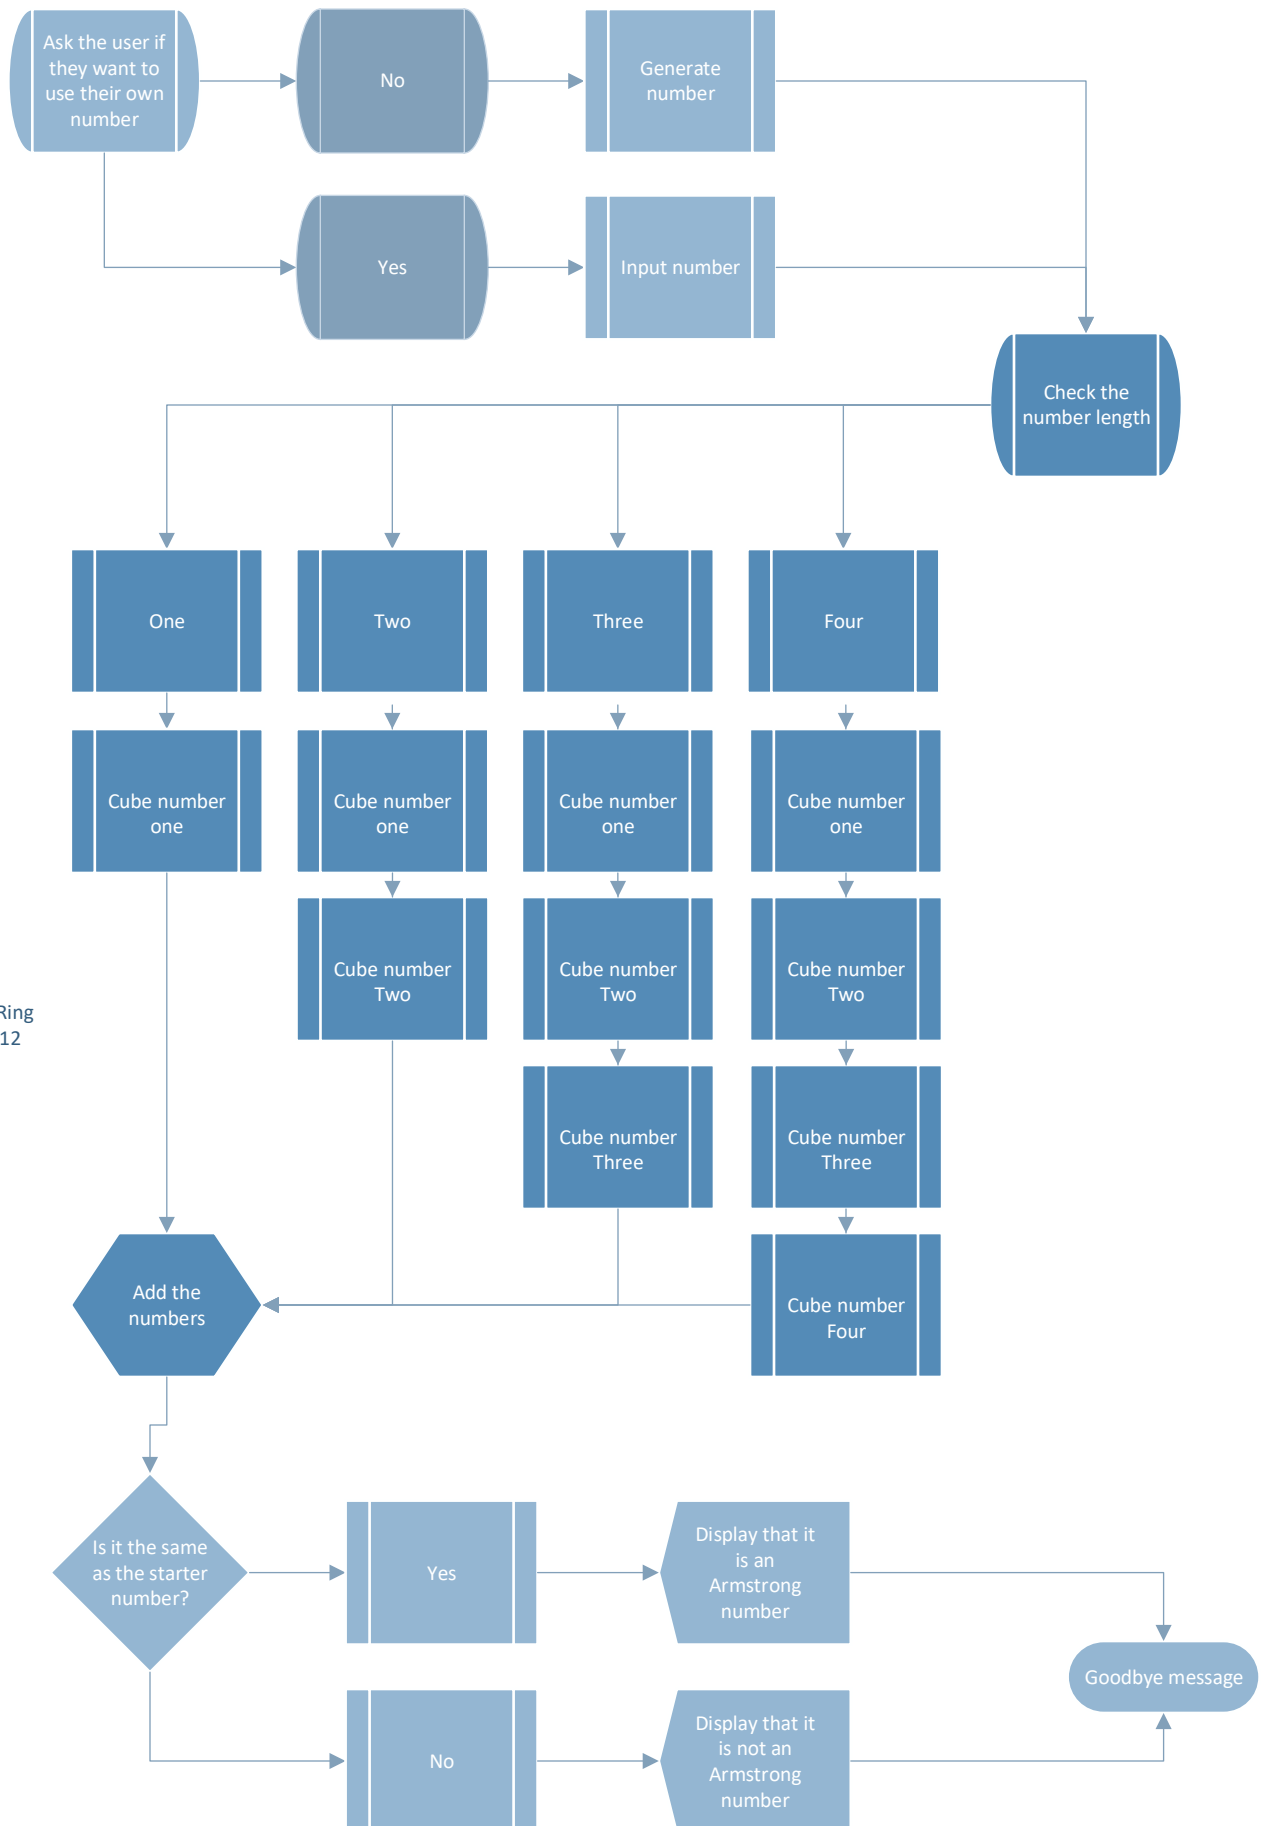 Ask the user if
they want to
use their own
number
No
Generate
number
Yes
Input number
Check the
number length
One
Two
Three
Four
Cube number
one
Cube number
one
Cube number
one
Cube number
one
Cube number
Two
Cube number
Two
Cube number
Two
Ring
12
Cube number
Three
Cube number
Three
Add the
numbers
Cube number
Four
Is it the same
as the starter
number?
Yes
Display that it
is an
Armstrong
number
Goodbye message
No
Display that it
is not an
Armstrong
number